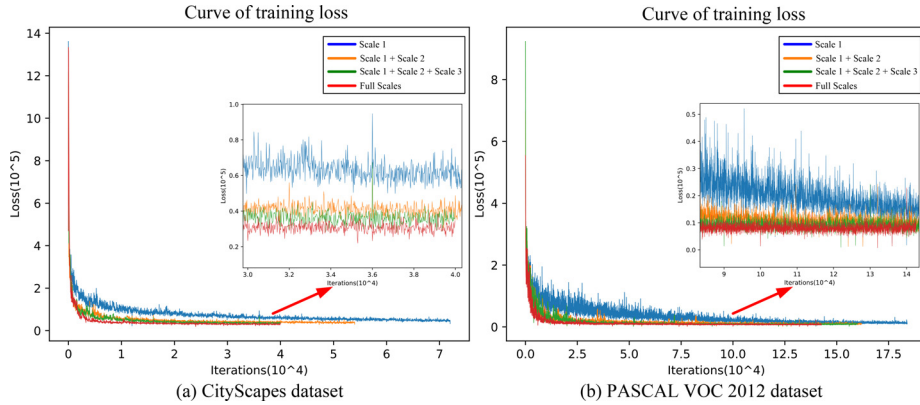 Curve of training loss
14
12
10
8
6
4
2
0
Loss(10^5)
Scale 1
Scale 1 + Scale 2
Scale 1 + Scale 2 + Scale 3
Full Scales
1.0
0.8
0.6
0.4
0.2
Loss(10^5)
3.0 3.2 3.4 3.6 3.8 4.0
Iterations(10^4)
0 1 2 3 4 5 6 7
Iterations(10^4)
(a) CityScapes dataset
Curve of training loss
8
6
4
2
0
Loss(10^5)
Scale 1
Scale 1 + Scale 2
Scale 1 + Scale 2 + Scale 3
Full Scales
0.5
0.4
0.3
0.2
0.1
0.0
Loss(10^5)
9 10 11 12 13 14
Iterations(10^4)
0.0 2.5 5.0 7.5 10.0 12.5 15.0 17.5
Iterations(10^4)
(b) PASCAL VOC 2012 dataset